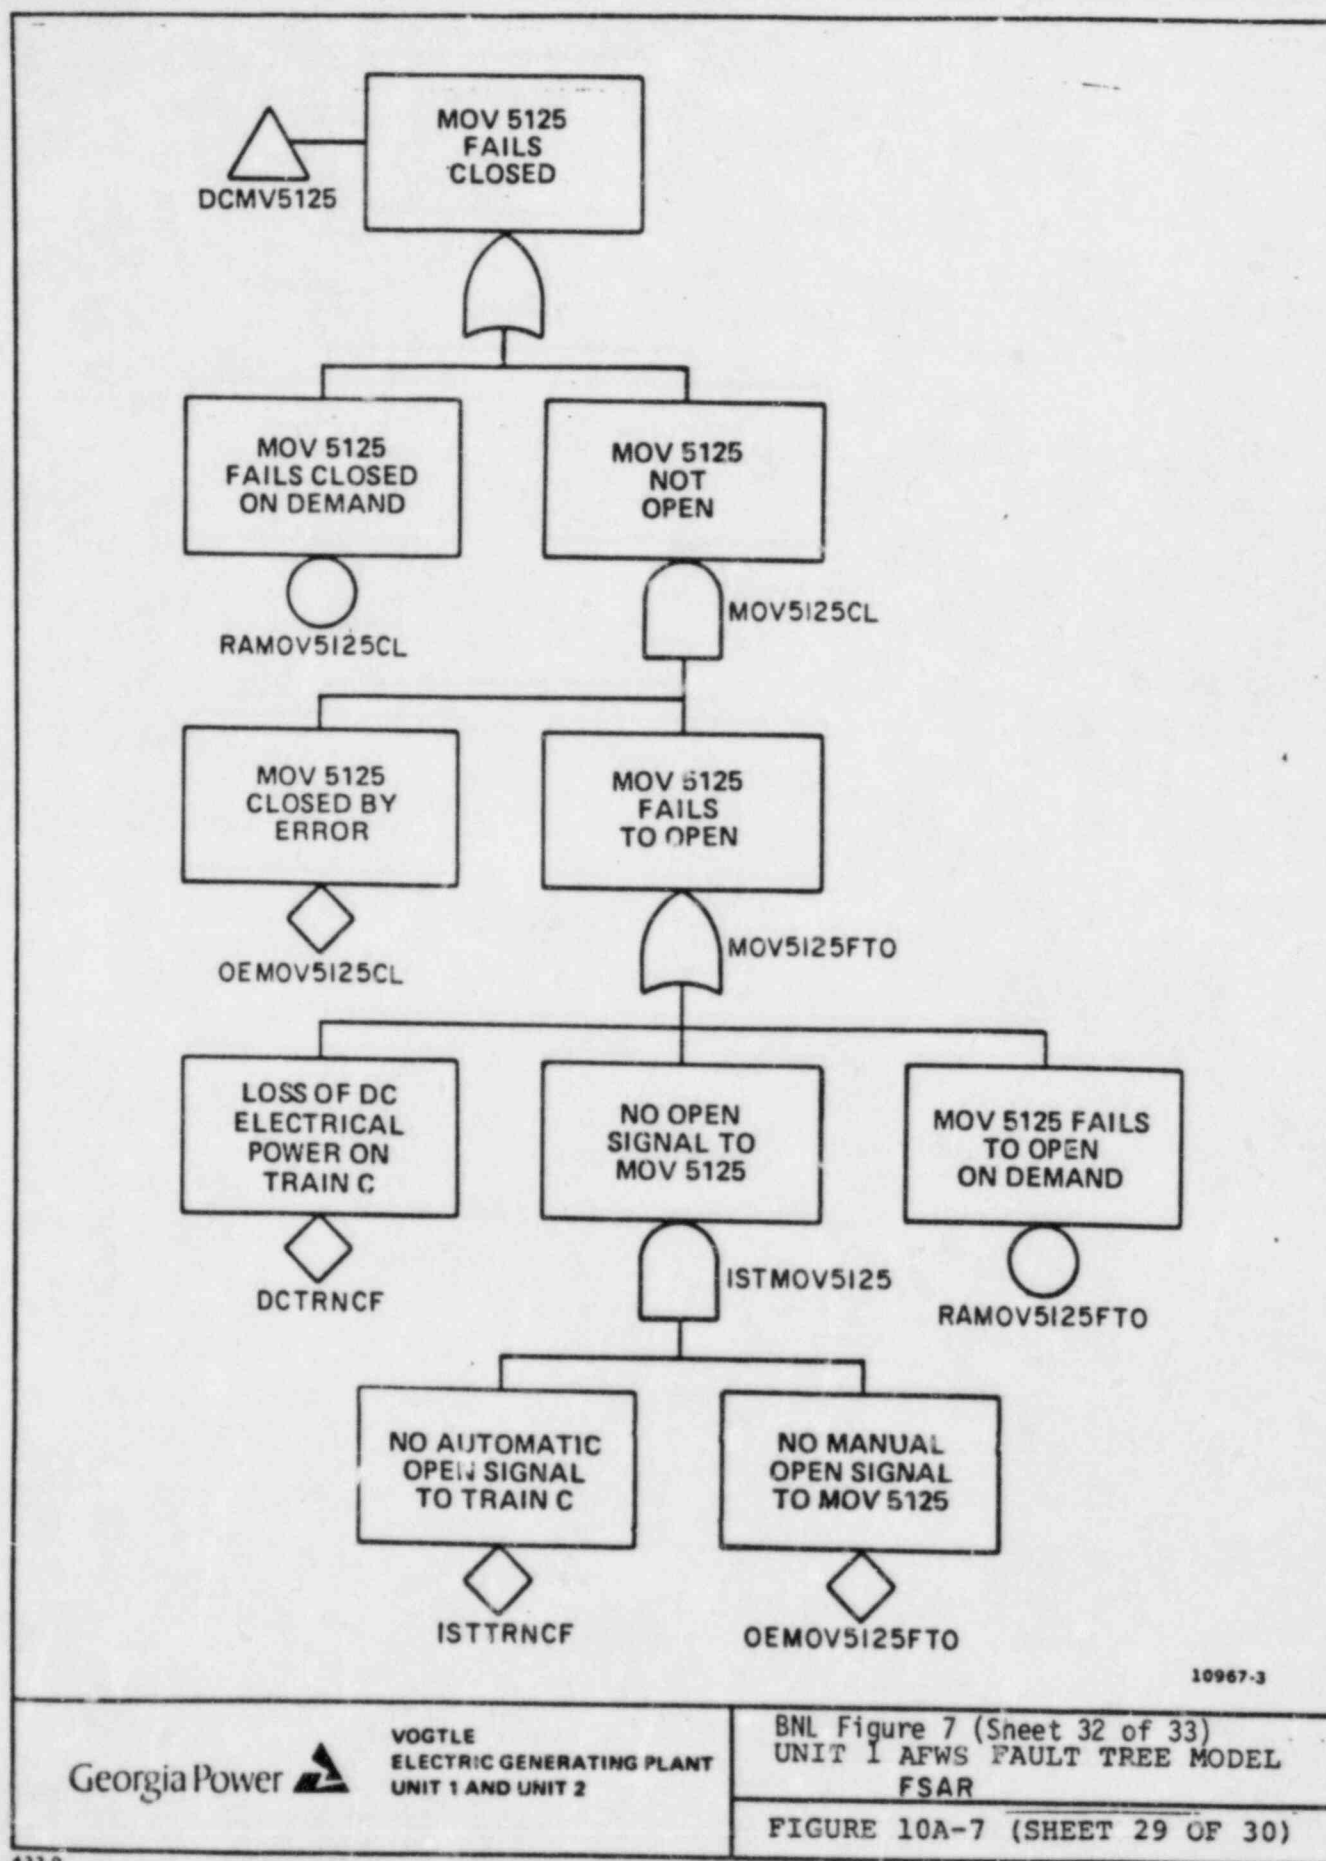 MOV 5125
FAILS
CLOSED
DCMV5125
MOV 5125
FAILS CLOSED
ON DEMAND
MOV 5125
NOT
OPEN
RAMOV5125CL
MOV5125CL
MOV 5125
CLOSED BY
ERROR
MOV 5125
FAILS
TO OPEN
OEMOV5125CL
MOV5125FTO
LOSS OF DC
ELECTRICAL
POWER ON
TRAIN C
NO OPEN
SIGNAL TO
MOV 5125
MOV 5125 FAILS
TO OPEN
ON DEMAND
DCTRNCF
ISTMOV5125
RAMOV5125FTO
NO AUTOMATIC
OPEN SIGNAL
TO TRAIN C
NO MANUAL
OPEN SIGNAL
TO MOV 5125
ISTTRNCF
OEMOV5125FTO
10967-3
Georgia Power
VOGTLE
ELECTRIC GENERATING PLANT
UNIT 1 AND UNIT 2
BNL Figure 7 (Sheet 32 of 33)
UNIT 1 AFWS FAULT TREE MODEL
FSAR
FIGURE 10A-7 (SHEET 29 OF 30)